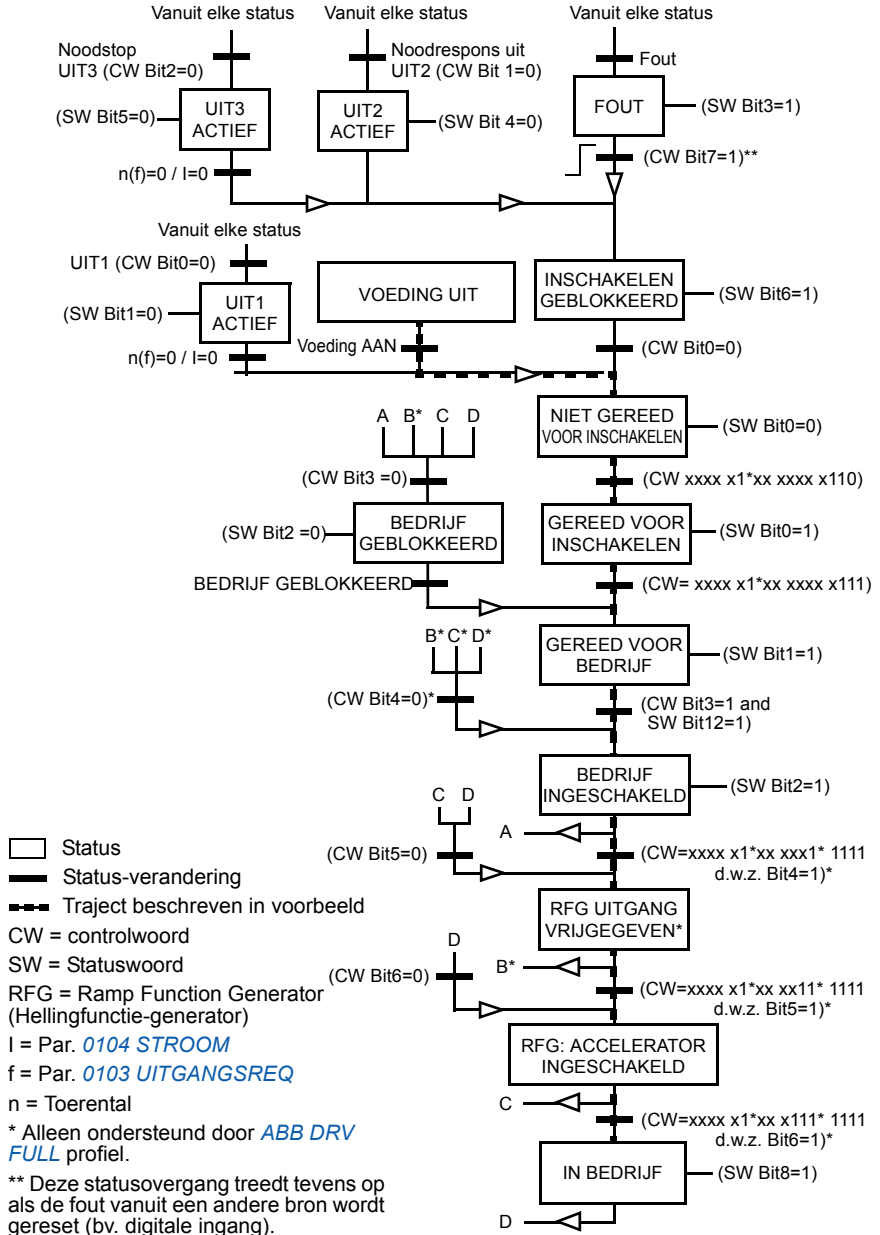 Vanuit elke status
Vanuit elke status
Vanuit elke status
Noodstop
UIT3 (CW Bit2=0)
Noodrespons uit
UIT2 (CW Bit 1=0)
Fout
(SW Bit5=0)
UIT3
ACTIEF
UIT2
ACTIEF
(SW Bit 4=0)
FOUT
(SW Bit3=1)
n(f)=0 / I=0
(CW Bit7=1)**
Vanuit elke status
UIT1 (CW Bit0=0)
(SW Bit1=0)
UIT1
ACTIEF
VOEDING UIT
INSCHAKELEN
GEBLOKKEERD
(SW Bit6=1)
n(f)=0 / I=0
Voeding AAN
(CW Bit0=0)
A B* C D
NIET GEREED
VOOR INSCHAKELEN
(SW Bit0=0)
(CW Bit3 =0)
(CW xxxx x1*xx xxxx x110)
(SW Bit2 =0)
BEDRIJF
GEBLOKKEERD
GEREED VOOR
INSCHAKELEN
(SW Bit0=1)
BEDRIJF GEBLOKKEERD
(CW= xxxx x1*xx xxxx x111)
B* C* D*
GEREED VOOR
BEDRIJF
(SW Bit1=1)
(CW Bit4=0)*
(CW Bit3=1 and
SW Bit12=1)
BEDRIJF
INGESCHAKELD
(SW Bit2=1)
C D
A
(CW Bit5=0)
(CW=xxxx x1*xx xxx1* 1111
d.w.z. Bit4=1)*
RFG UITGANG
VRIJGEGEVEN*
D
B*
(CW Bit6=0)
(CW=xxxx x1*xx xx11* 1111
d.w.z. Bit5=1)*
RFG: ACCELERATOR
INGESCHAKELD
C
(CW=xxxx x1*xx x111* 1111
d.w.z. Bit6=1)*
IN BEDRIJF
(SW Bit8=1)
D
Status
Status-verandering
Traject beschreven in voorbeeld
CW = controlwoord
SW = Statuswoord
RFG = Ramp Function Generator
(Hellingfunctie-generator)
I = Par. 0104 STROOM
f = Par. 0103 UITGANGSREQ
n = Toerental
* Alleen ondersteund door ABB DRV
FULL profiel.
** Deze statusovergang treedt tevens op
als de fout vanuit een andere bron wordt
gereset (bv. digitale ingang).